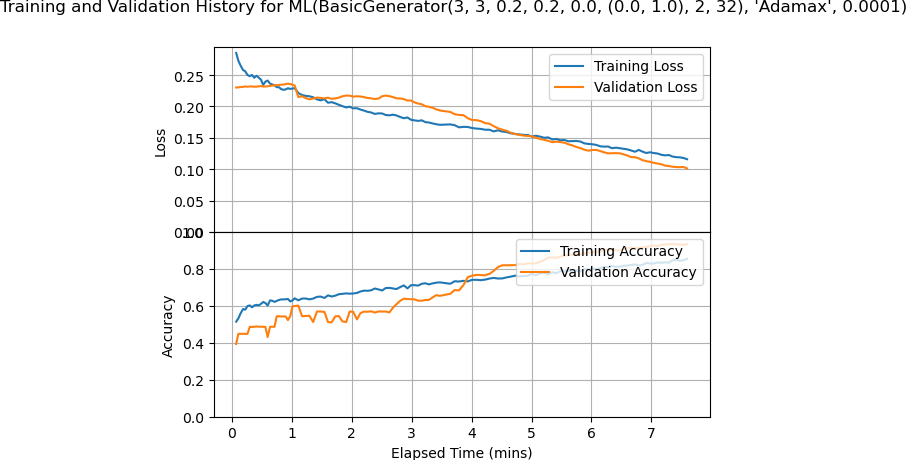 Training and Validation History for ML(BasicGenerator(3, 3, 0.2, 0.2, 0.0, (0.0, 1.0), 2, 32), 'Adamax', 0.0001)
Training Loss
Validation Loss
0.25
0.20
0.15
0.10
0.05
0.00
Loss
Training Accuracy
Validation Accuracy
1.0
0.8
0.6
0.4
0.2
0.0
Accuracy
0 1 2 3 4 5 6 7
Elapsed Time (mins)